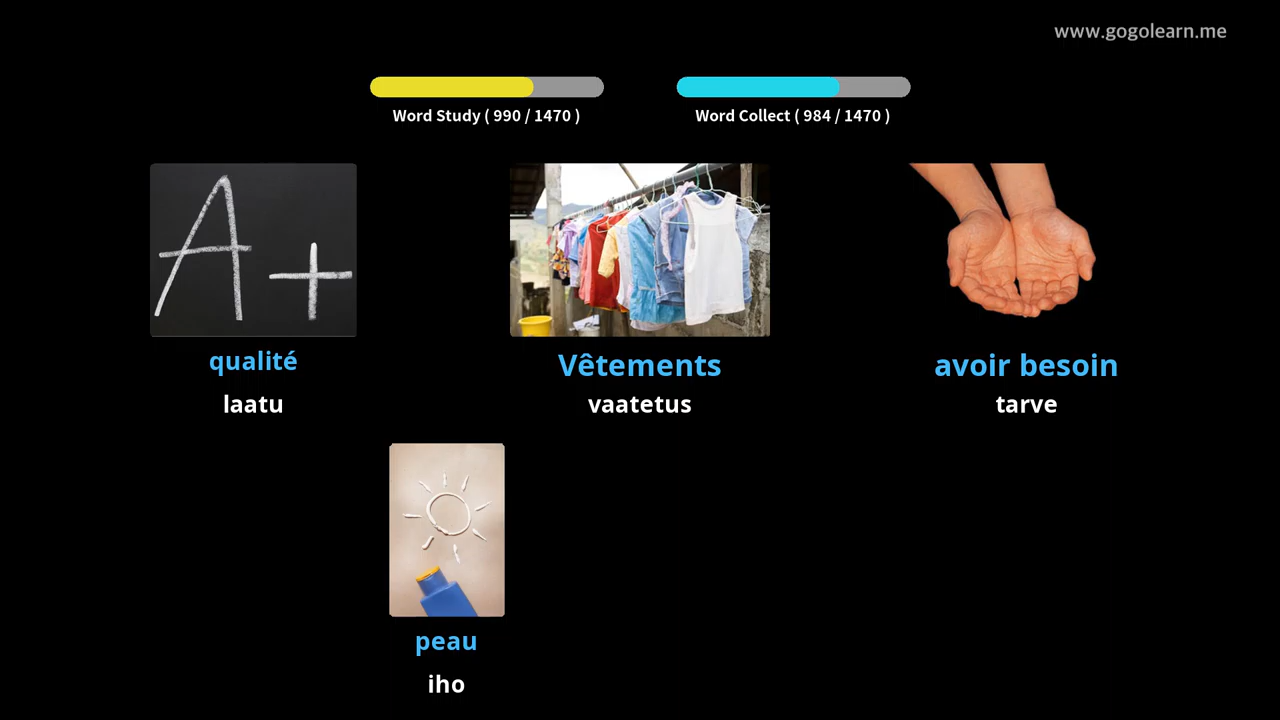 www.gogolearn.me
Word Study ( 990 / 1470 )
Word Collect ( 984 / 1470 )
A+
qualité
Vêtements
avoir besoin
laatu
vaatetus
tarve
peau
iho